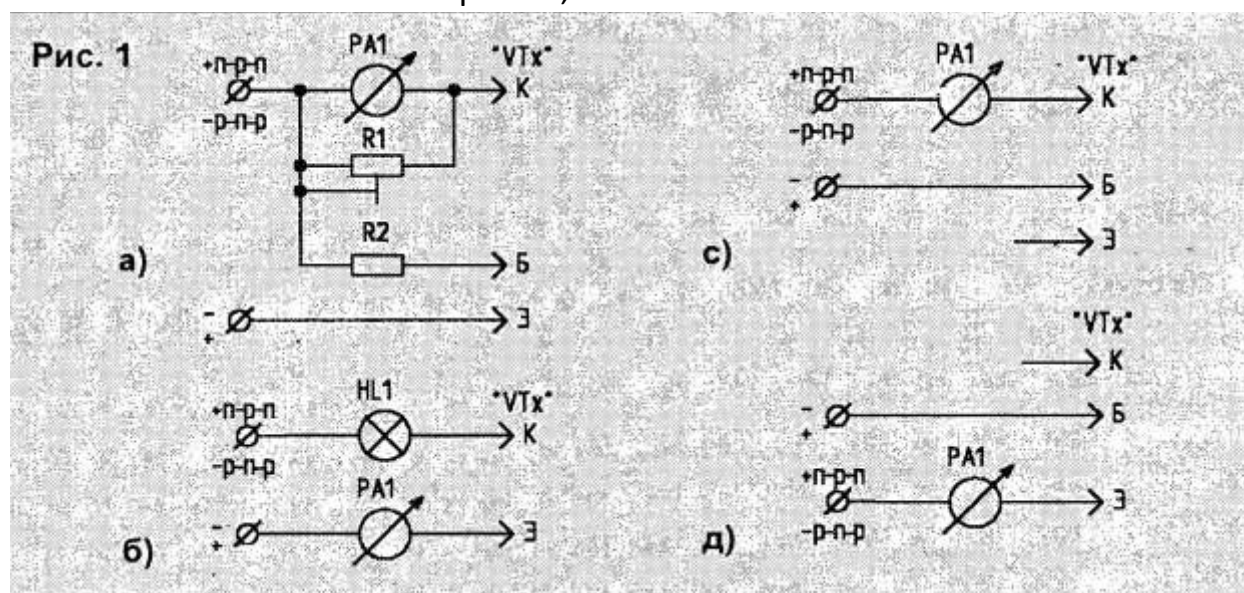 Рис. 1
PA1
"VTx"
+n-p-n
К
-p-n-p
R1
R2
Б
а)
-
+
Э
HL1
"VTx"
+n-p-n
К
-p-n-p
PA1
-
+
Э
б)
PA1
"VTx"
+n-p-n
К
-p-n-p
-
+
Б
Э
с)
"VTx"
К
-
+
Б
PA1
+n-p-n
Э
-p-n-p
д)